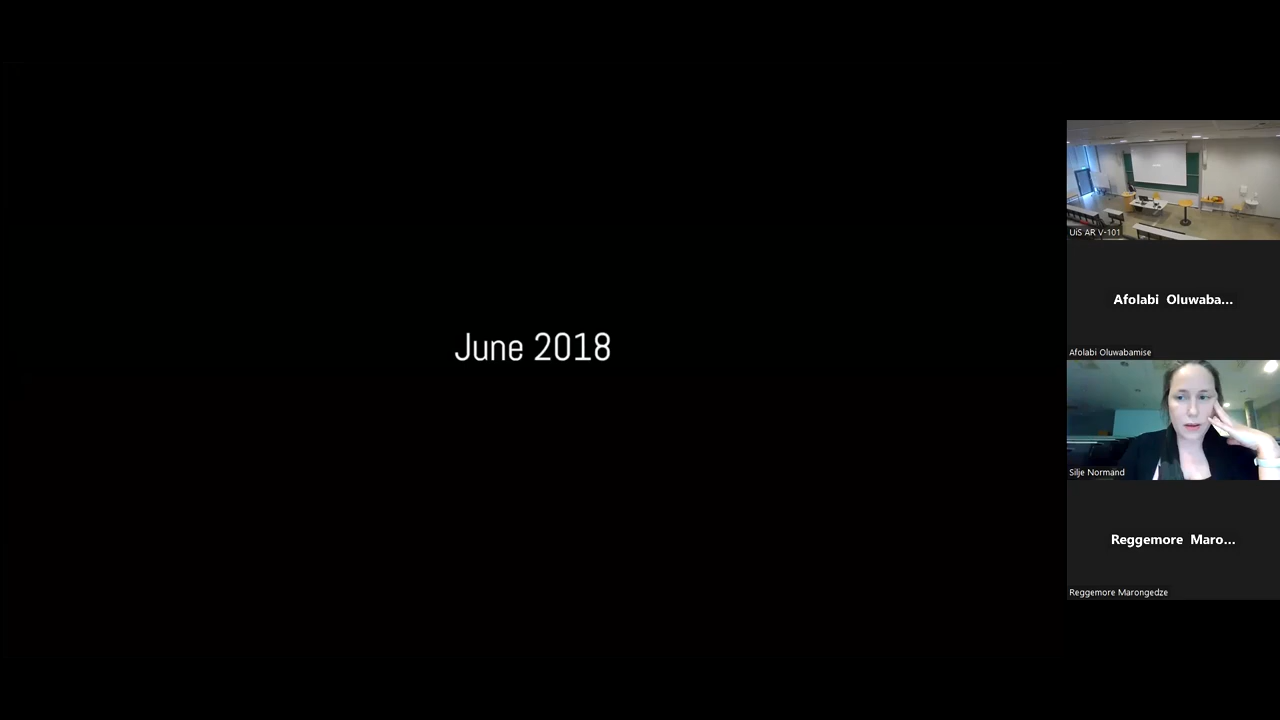 June 2018
UiS AR V-101
Afolabi Oluwaba...
Afolabi Oluwabamise
Silje Normand
Reggemore Maro...
Reggemore Marongedze